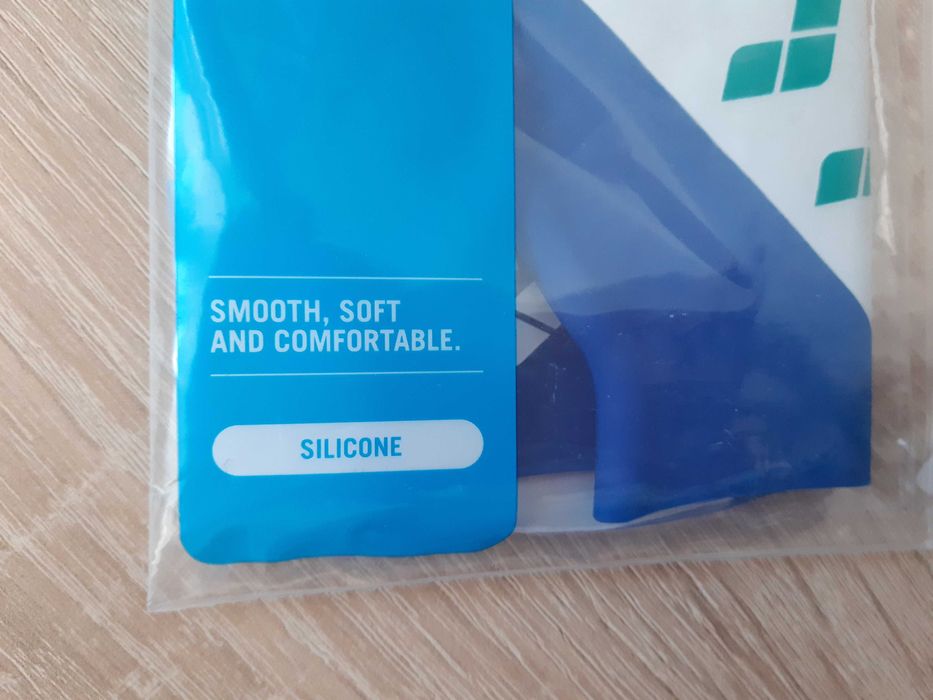 SMOOTH, SOFT
AND COMFORTABLE.
SILICONE